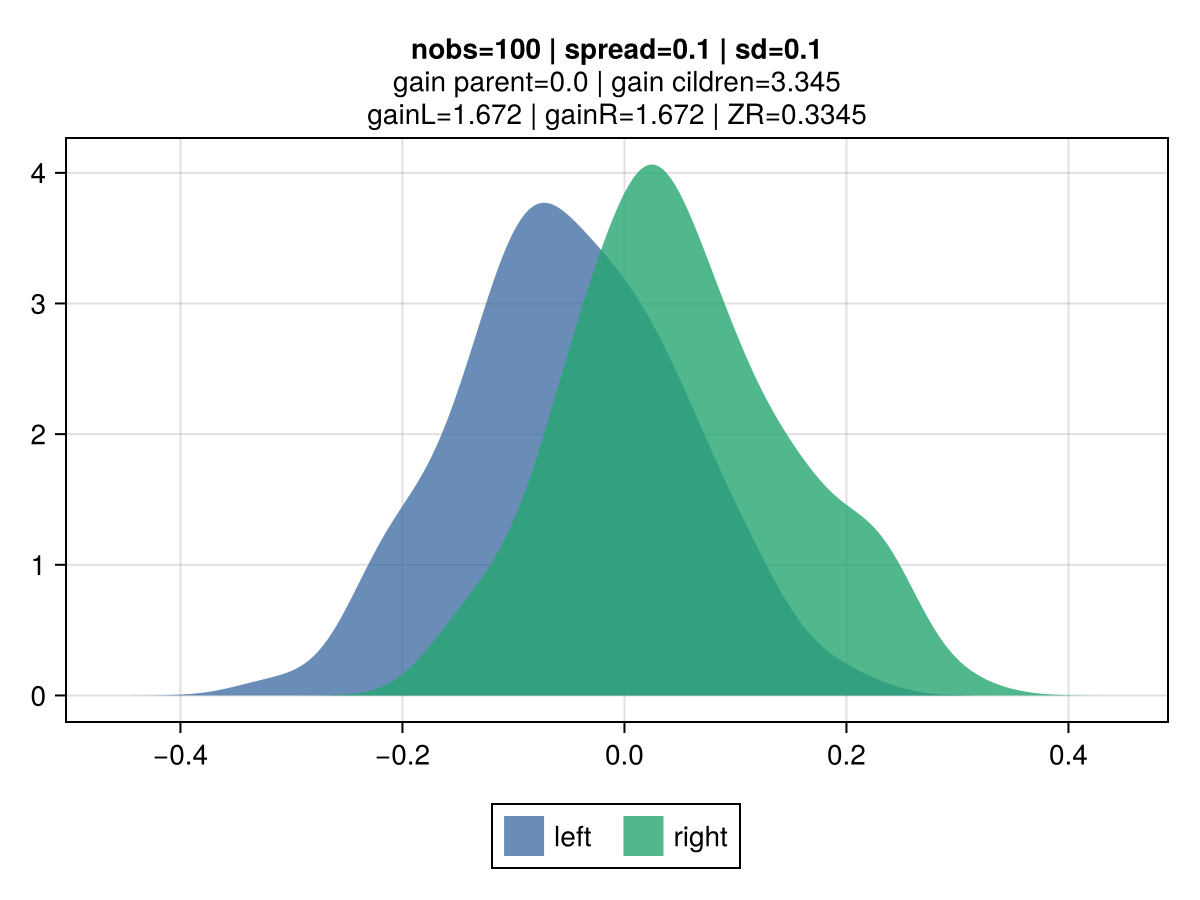 nobs=100 | spread=0.1 | sd=0.1
gain parent=0.0 | gain cildren=3.345
gainL=1.672 | gainR=1.672 | ZR=0.3345
4
3
2
1
0
−0.4 −0.2 0.0 0.2 0.4
left right